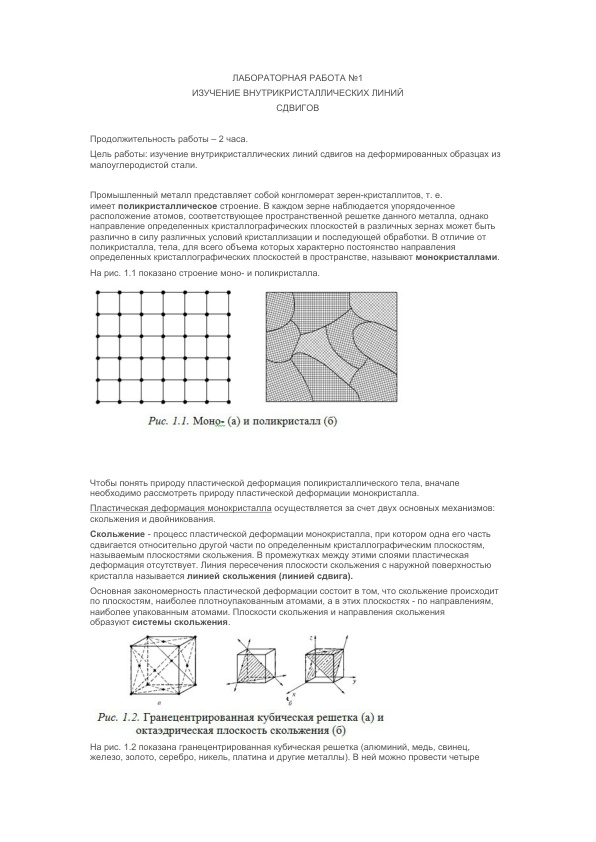 ЛАБОРАТОРНАЯ РАБОТА №1
ИЗУЧЕНИЕ ВНУТРИКРИСТАЛЛИЧЕСКИХ ЛИНИЙ
СДВИГОВ
Продолжительность работы – 2 часа.
Цель работы: изучение внутрикристаллических линий сдвигов на деформированных образцах из
малоуглеродистой стали.
Промышленный металл представляет собой конгломерат зерен-кристаллитов, т. е.
имеет поликристаллическое строение. В каждом зерне наблюдается упорядоченное
расположение атомов, соответствующее пространственной решетке данного металла, однако
направление определенных кристаллографических плоскостей в различных зернах может быть
различно в силу различных условий кристаллизации и последующей обработки. В отличие от
поликристалла, тела, для всего объема которых характерно постоянство направления
определенных кристаллографических плоскостей в пространстве, называют монокристаллами.
На рис. 1.1 показано строение моно- и поликристалла.
Рис. 1.1. Моно- (а) и поликристалл (б)
Чтобы понять природу пластической деформация поликристаллического тела, вначале
необходимо рассмотреть природу пластической деформации монокристалла.
Пластическая деформация монокристалла осуществляется за счет двух основных механизмов:
скольжения и двойникования.
Скольжение - процесс пластической деформации монокристалла, при котором одна его часть
сдвигается относительно другой части по определенным кристаллографическим плоскостям,
называемым плоскостями скольжения. В промежутках между этими слоями пластическая
деформация отсутствует. Линия пересечения плоскости скольжения с наружной поверхностью
кристалла называется линией скольжения (линией сдвига).
Основная закономерность пластической деформации состоит в том, что скольжение происходит
по плоскостям, наиболее плотноупакованным атомами, а в этих плоскостях - по направлениям,
наиболее упакованным атомами. Плоскости скольжения и направления скольжения
образуют системы скольжения.
z
y
x
а
б
Рис. 1.2. Гранецентрированная кубическая решетка (а) и
октаэдрическая плоскость скольжения (б)
На рис. 1.2 показана гранецентрированная кубическая решетка (алюминий, медь, свинец,
железо, золото, серебро, никель, платина и другие металлы). В ней можно провести четыре